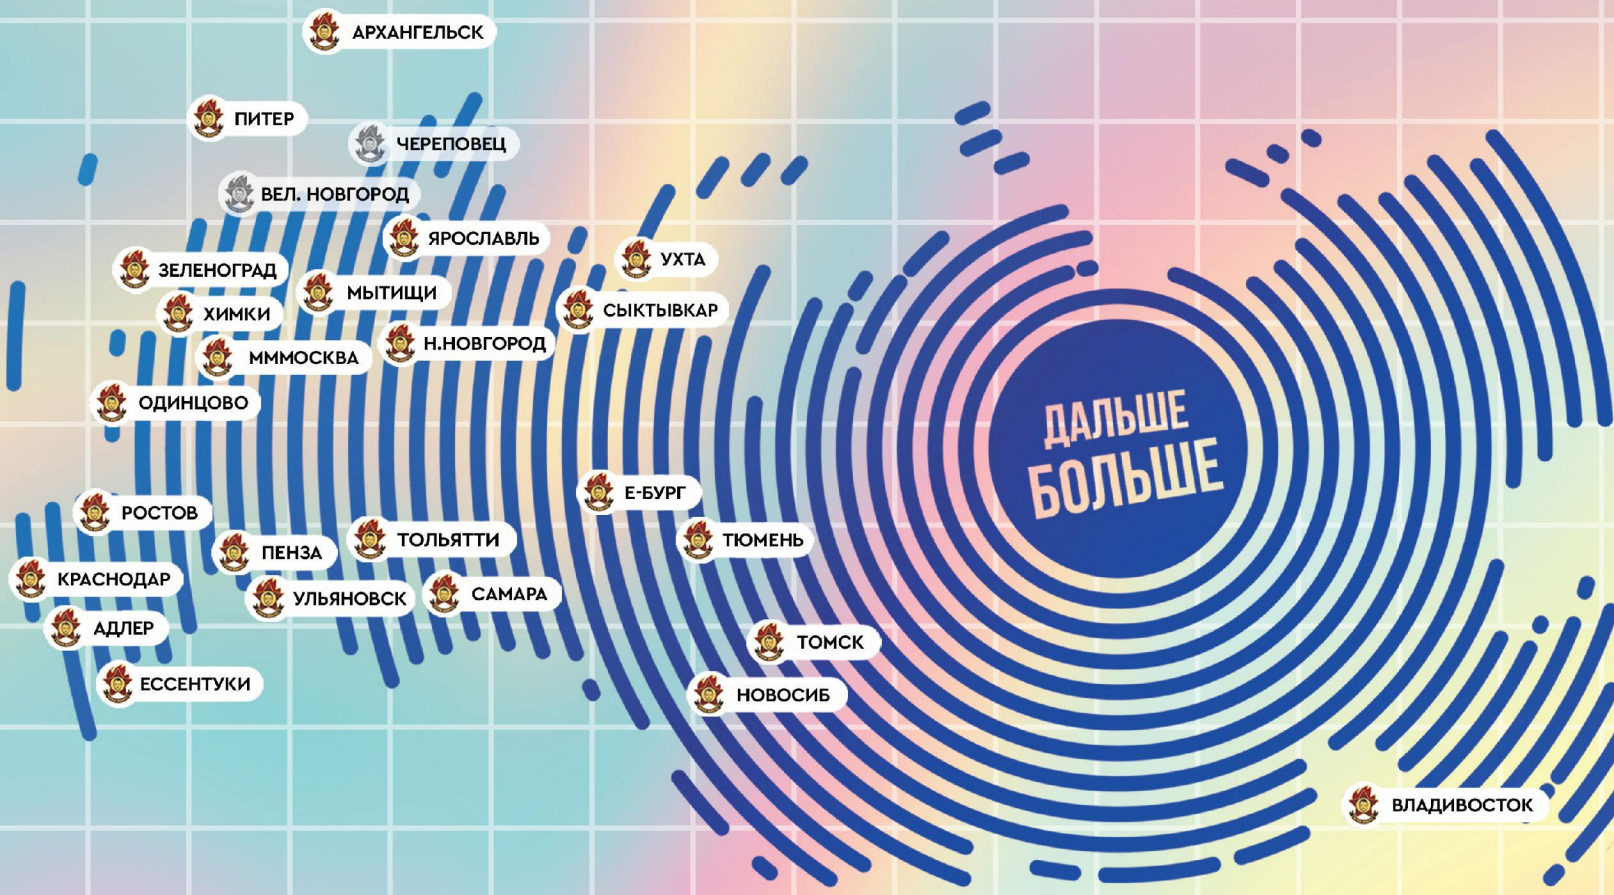 АРХАНГЕЛЬСК
ПИТЕР
ЧЕРЕПОВЕЦ
ВЕЛ. НОВГОРОД
ЯРОСЛАВЛЬ
УХТА
ЗЕЛЕНОГРАД
МЫТИЩИ
ХИМКИ
СЫКТЫВКАР
Н.НОВГОРОД
МММОСКВА
ОДИНЦОВО
ДАЛЬШЕ
БОЛЬШЕ
Е-БУРГ
РОСТОВ
ТОЛЬЯТТИ
ТЮМЕНЬ
ПЕНЗА
КРАСНОДАР
САМАРА
УЛЬЯНОВСК
АДЛЕР
ТОМСК
ЕССЕНТУКИ
НОВОСИБ
ВЛАДИВОСТОК